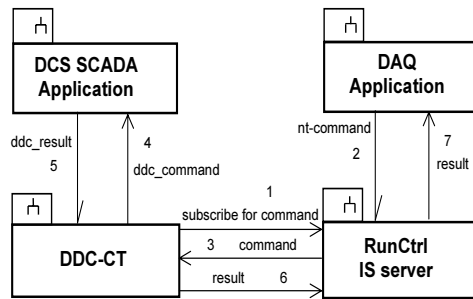 DCS SCADA
Application
DAQ
Application
ddc_result
5
4
ddc_command
nt-command
2
7
result
1
subscribe for command
3 command
result 6
DDC-CT
RunCtrl
IS server